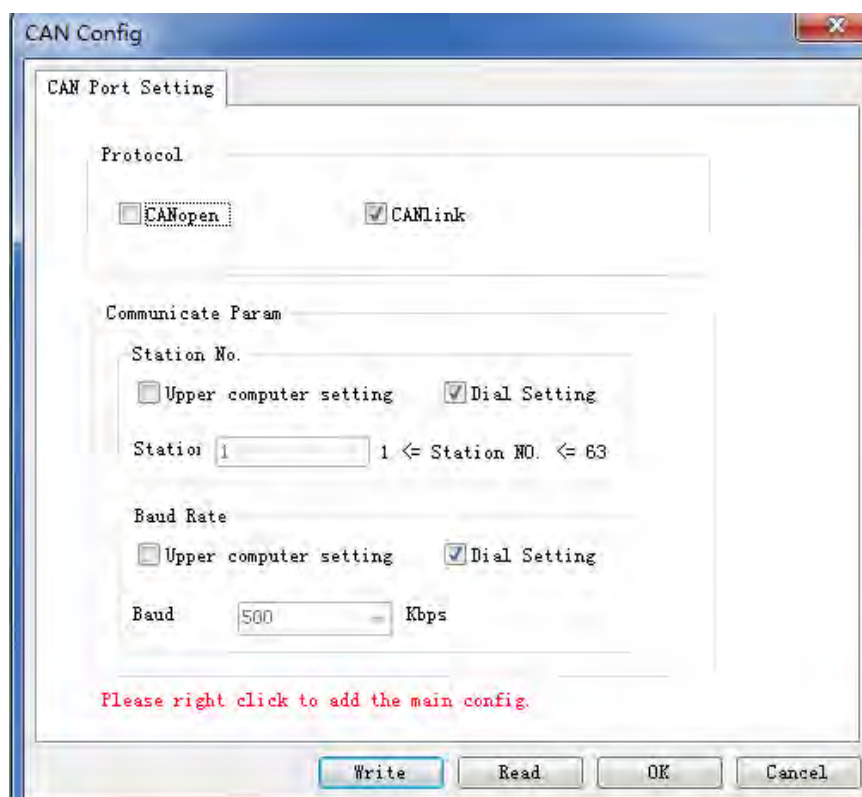 CAN Config
CAN Port Setting
Protocol
CANopen CANlink
Communicate Param
Station No.
Upper computer setting Dial Setting
Station 1 1 <= Station NO. <= 63
Baud Rate
Upper computer setting Dial Setting
Baud 500 Kbps
Please right click to add the main config.
Write Read OK Cancel